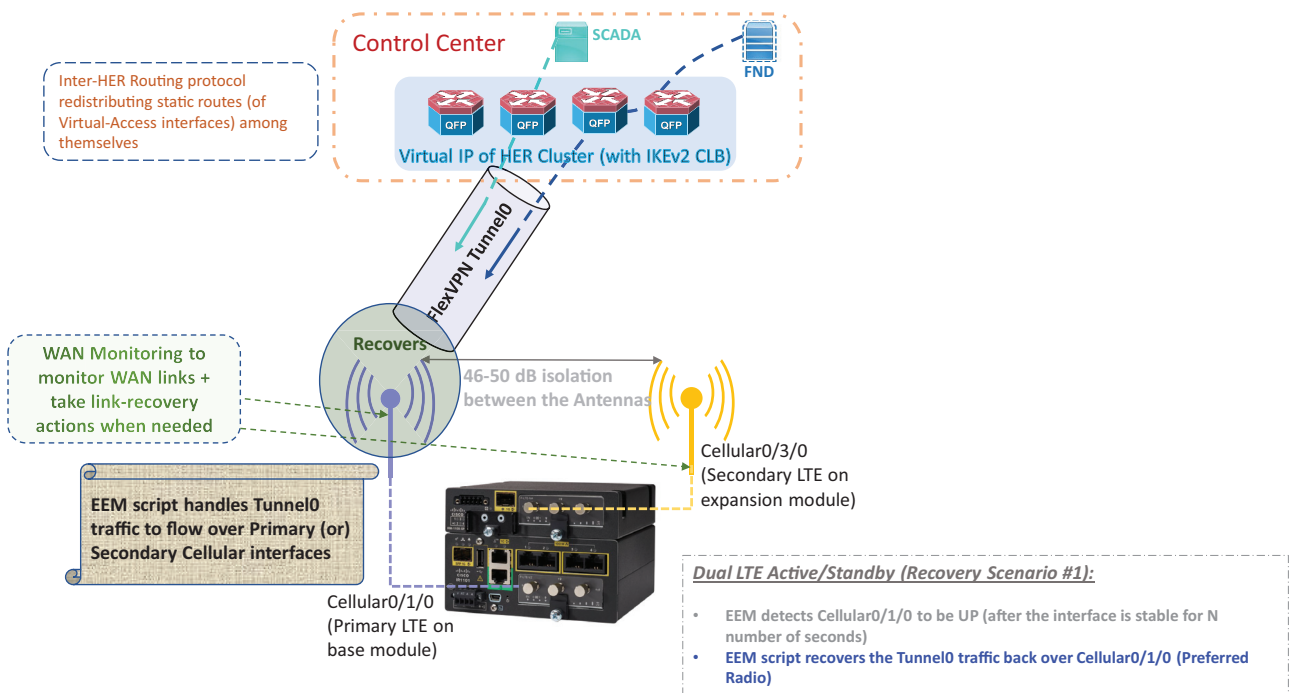 Control Center
SCADA
FND
Inter-HER Routing protocol
redistributing static routes (of
Virtual-Access interfaces) among
themselves
QFP
QFP
QFP
QFP
Virtual IP of HER Cluster (with IKEv2 CLB)
FlexVPN Tunnel0
Recovers
WAN Monitoring to
monitor WAN links +
take link-recovery
actions when needed
46-50 dB isolation
between the Antennas
Cellular0/3/0
(Secondary LTE on
expansion module)
EEM script handles Tunnel0
traffic to flow over Primary (or)
Secondary Cellular interfaces
Cellular0/1/0
(Primary LTE on
base module)
Dual LTE Active/Standby (Recovery Scenario #1):
• EEM detects Cellular0/1/0 to be UP (after the interface is stable for N
number of seconds)
• EEM script recovers the Tunnel0 traffic back over Cellular0/1/0 (Preferred
Radio)